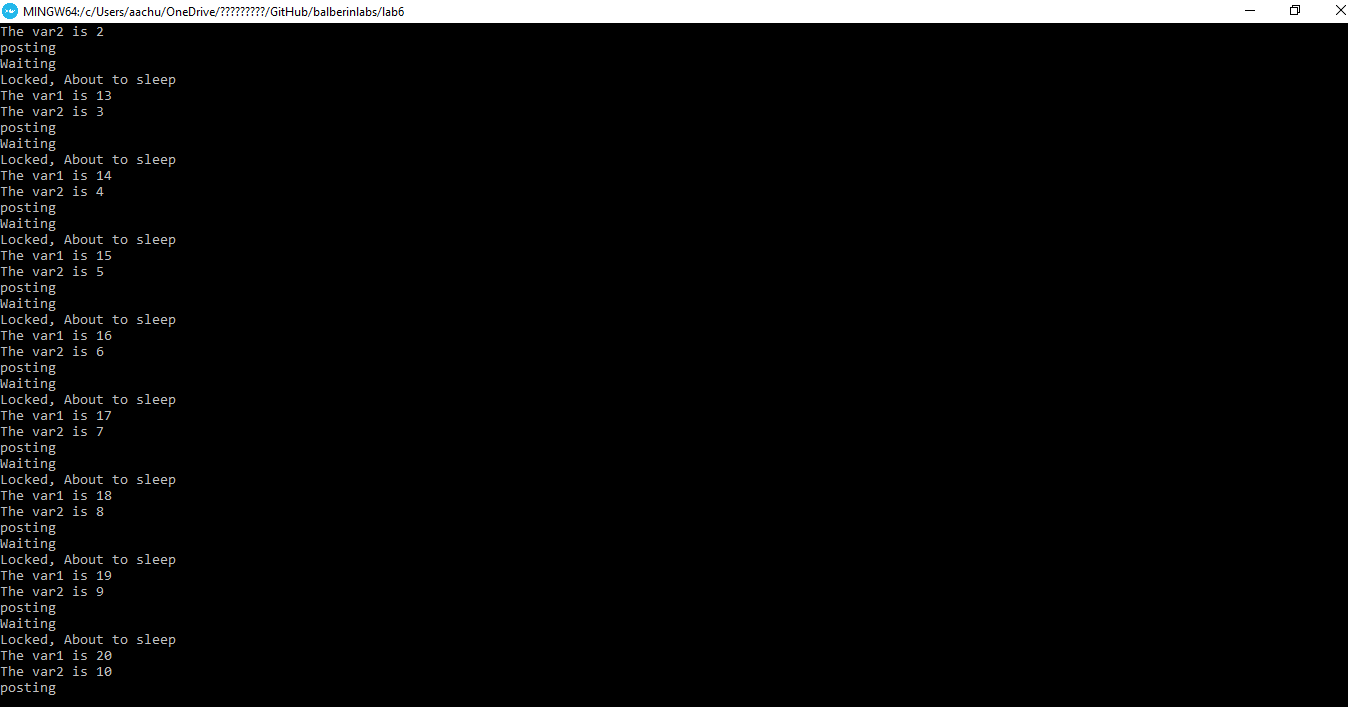 MINGW64:/c/Users/aachu/OneDrive/?????????/GitHub/balberinlabs/lab6
The var2 is 2
posting
Waiting
Locked, About to sleep
The var1 is 13
The var2 is 3
posting
Waiting
Locked, About to sleep
The var1 is 14
The var2 is 4
posting
Waiting
Locked, About to sleep
The var1 is 15
The var2 is 5
posting
Waiting
Locked, About to sleep
The var1 is 16
The var2 is 6
posting
Waiting
Locked, About to sleep
The var1 is 17
The var2 is 7
posting
Waiting
Locked, About to sleep
The var1 is 18
The var2 is 8
posting
Waiting
Locked, About to sleep
The var1 is 19
The var2 is 9
posting
Waiting
Locked, About to sleep
The var1 is 20
The var2 is 10
posting